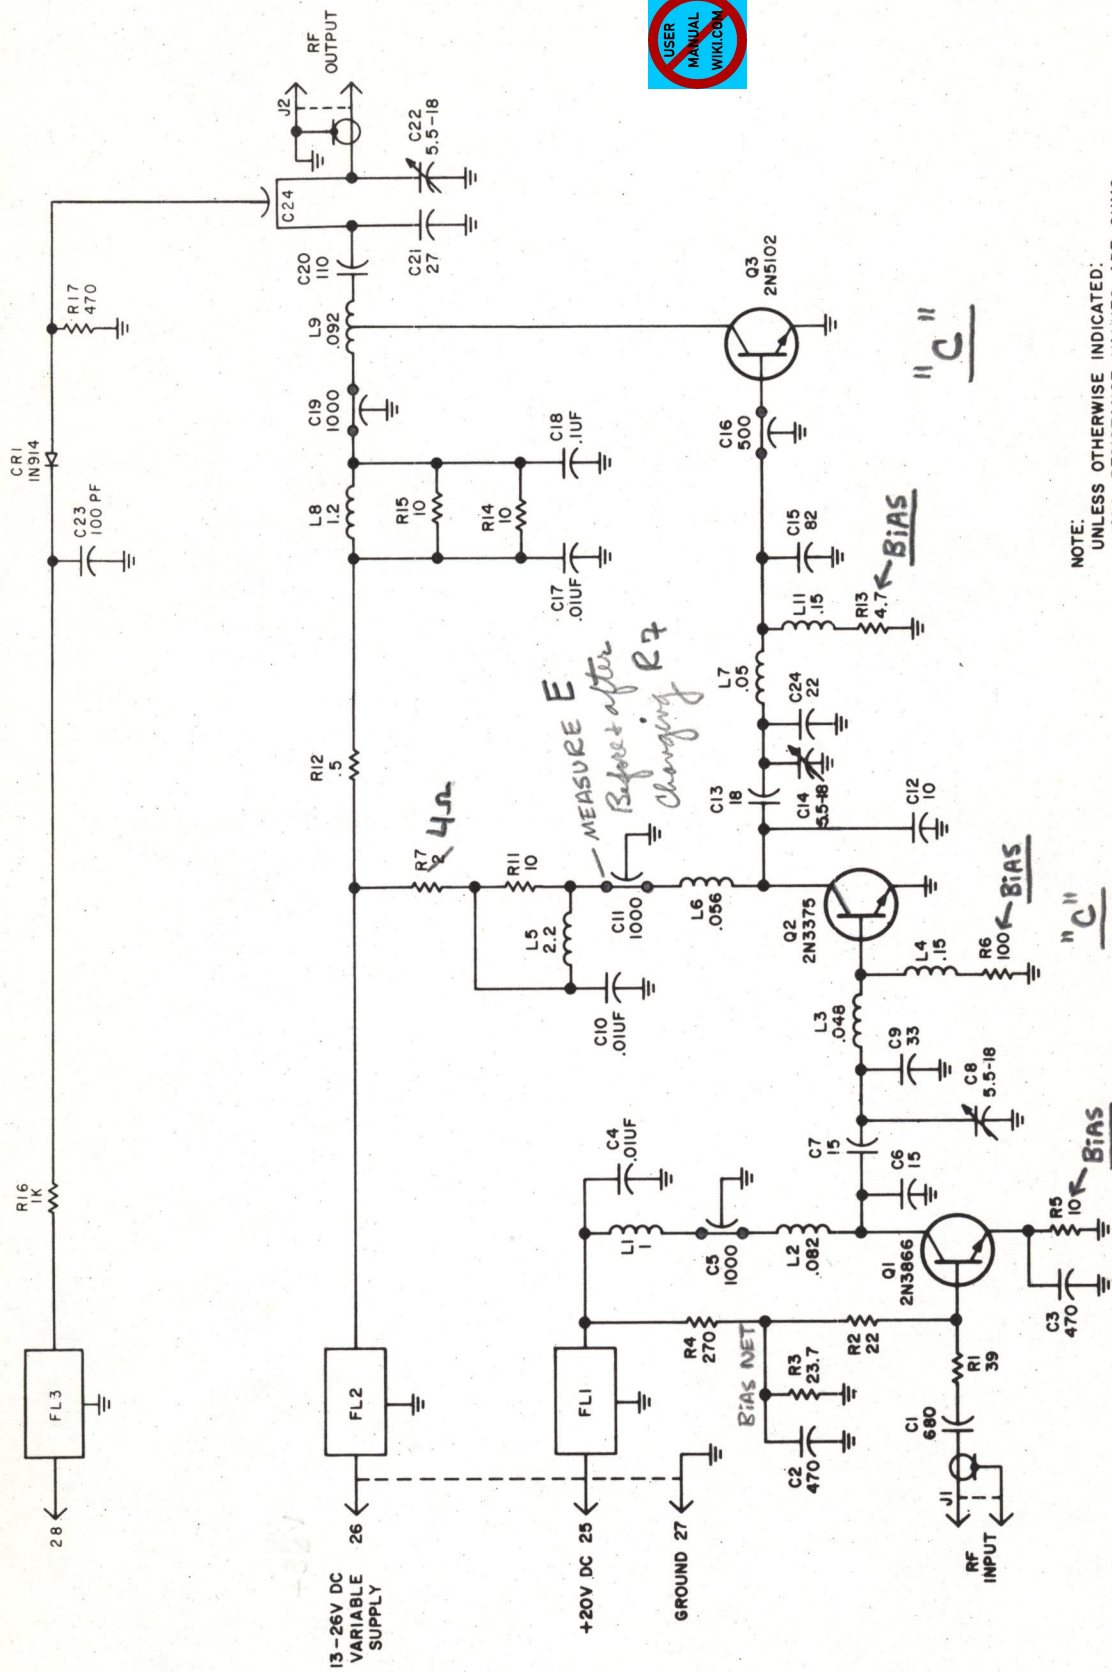 USER
MANUAL
WIKI.COM
RF
OUTPUT
J2
C22
5.5-18
C24
C21
27
C20
110
R17
470
L9
.092
Q3
2N5102
"C"
C19
1000
C16
500
CR1
IN914
C23
100 PF
L8
1.2
R15
10
R14
10
C18
.1UF
C17
.01UF
C15
82
L11
.15
R13
4.7
BiAS
NOTE:
UNLESS OTHERWISE INDICATED:
R12
.5
MEASURE E
Before + after
Changing R7
L7
.05
C24
22
C13
18
C14
5.5-18
C12
10
R7
2
4Ω
R11
10
L5
2.2
C11
1000
L6
.056
C10
.01UF
Q2
2N3375
L4
.15
R6
100
BiAS
"C"
L3
.048
C9
33
C8
5.5-18
R16
1K
C4
.01UF
L1
1
C5
1000
L2
.082
C7
15
C6
15
Q1
2N3866
R5
10
BiAS
C3
470
FL3
28
FL2
26
13-26V DC
VARIABLE
SUPPLY
FL1
+20V DC 25
GROUND 27
R4
270
BiAS NET
R3
23.7
R2
22
C2
470
R1
39
C1
680
J1
RF
INPUT